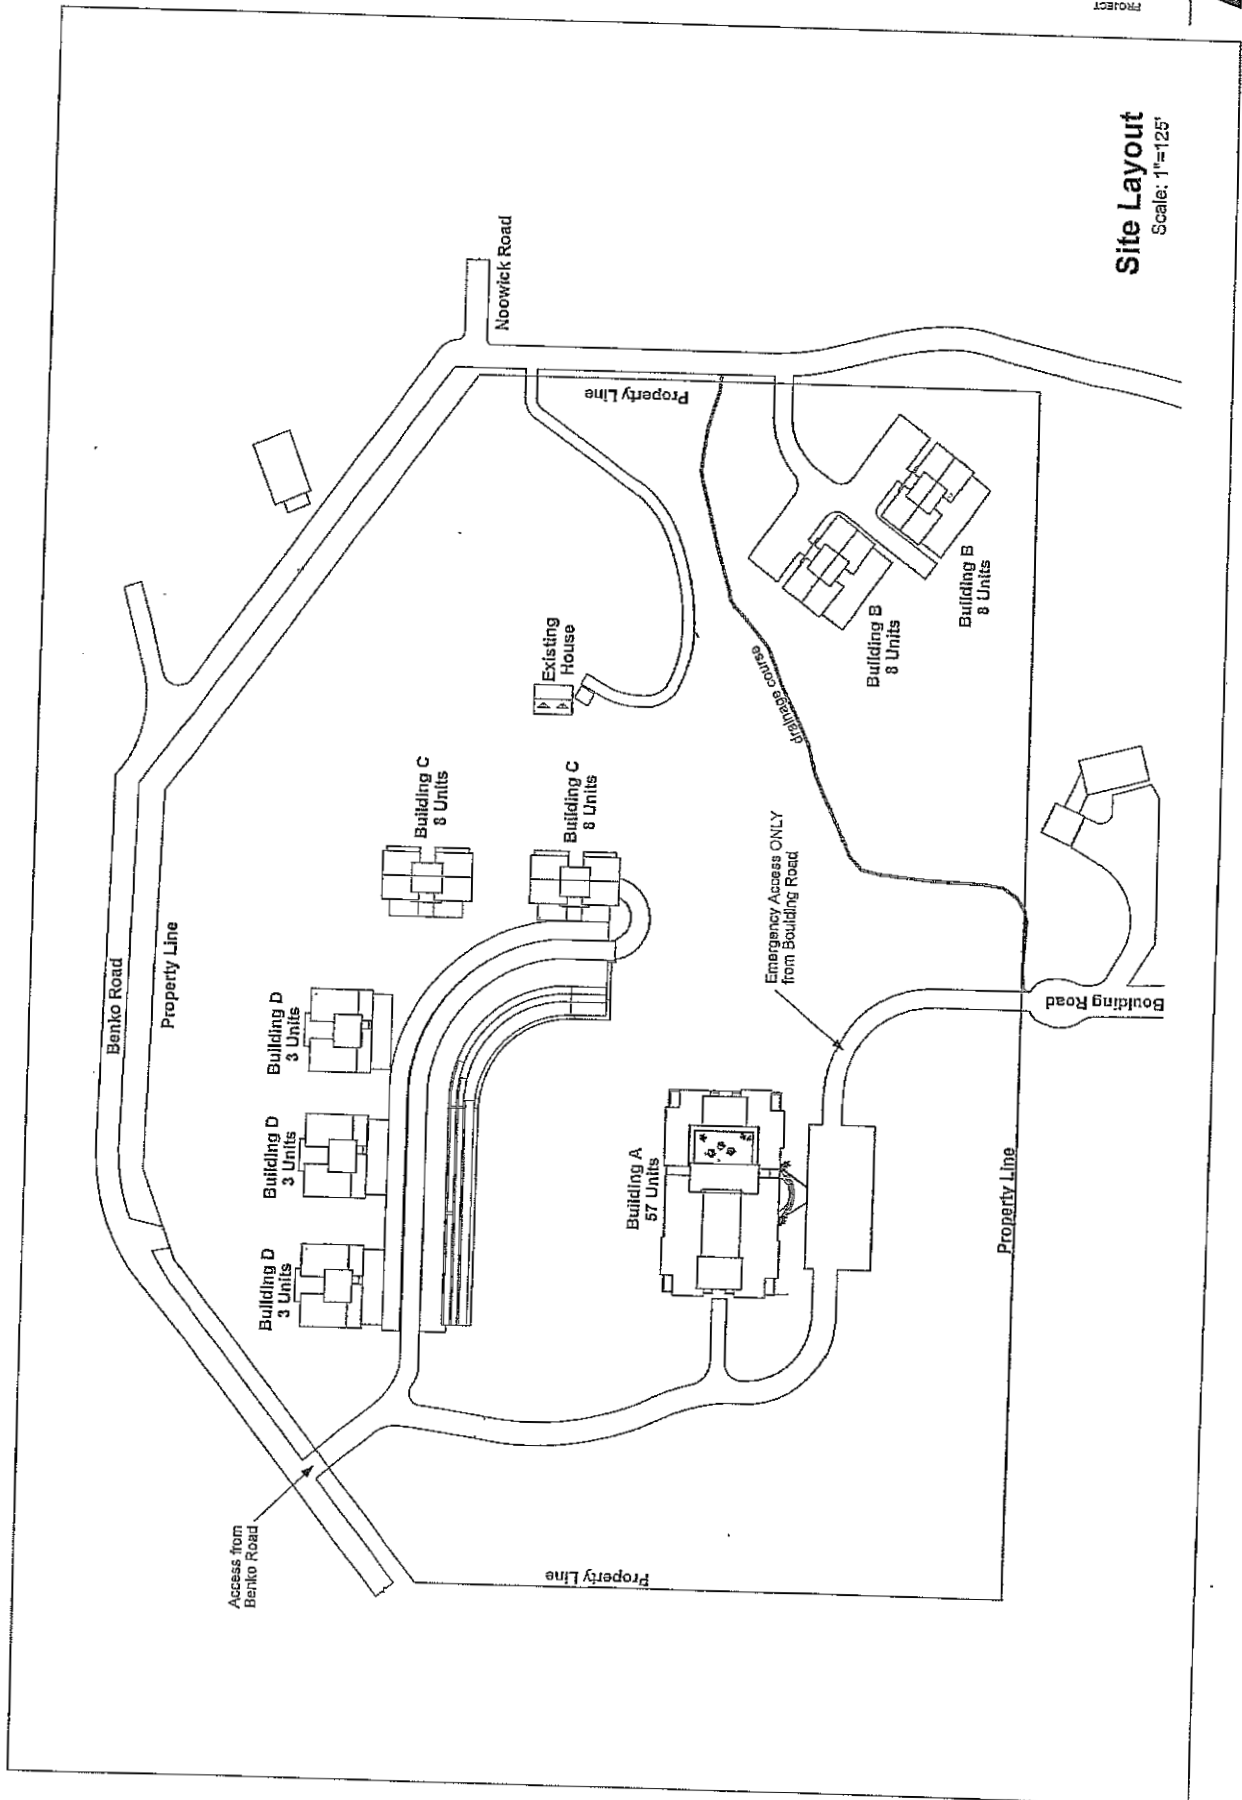 PROJECT
Site Layout
Scale: 1"=125'
Benko Road
Property Line
Noowick Road
Property Line
Existing
House
Building C
8 Units
Building C
8 Units
Building D
3 Units
Building D
3 Units
Building D
3 Units
Building A
57 Units
Building B
8 Units
Building B
8 Units
drainage course
Emergency Access ONLY
from Boulding Road
Boulding Road
Property Line
Access from
Benko Road
Property Line